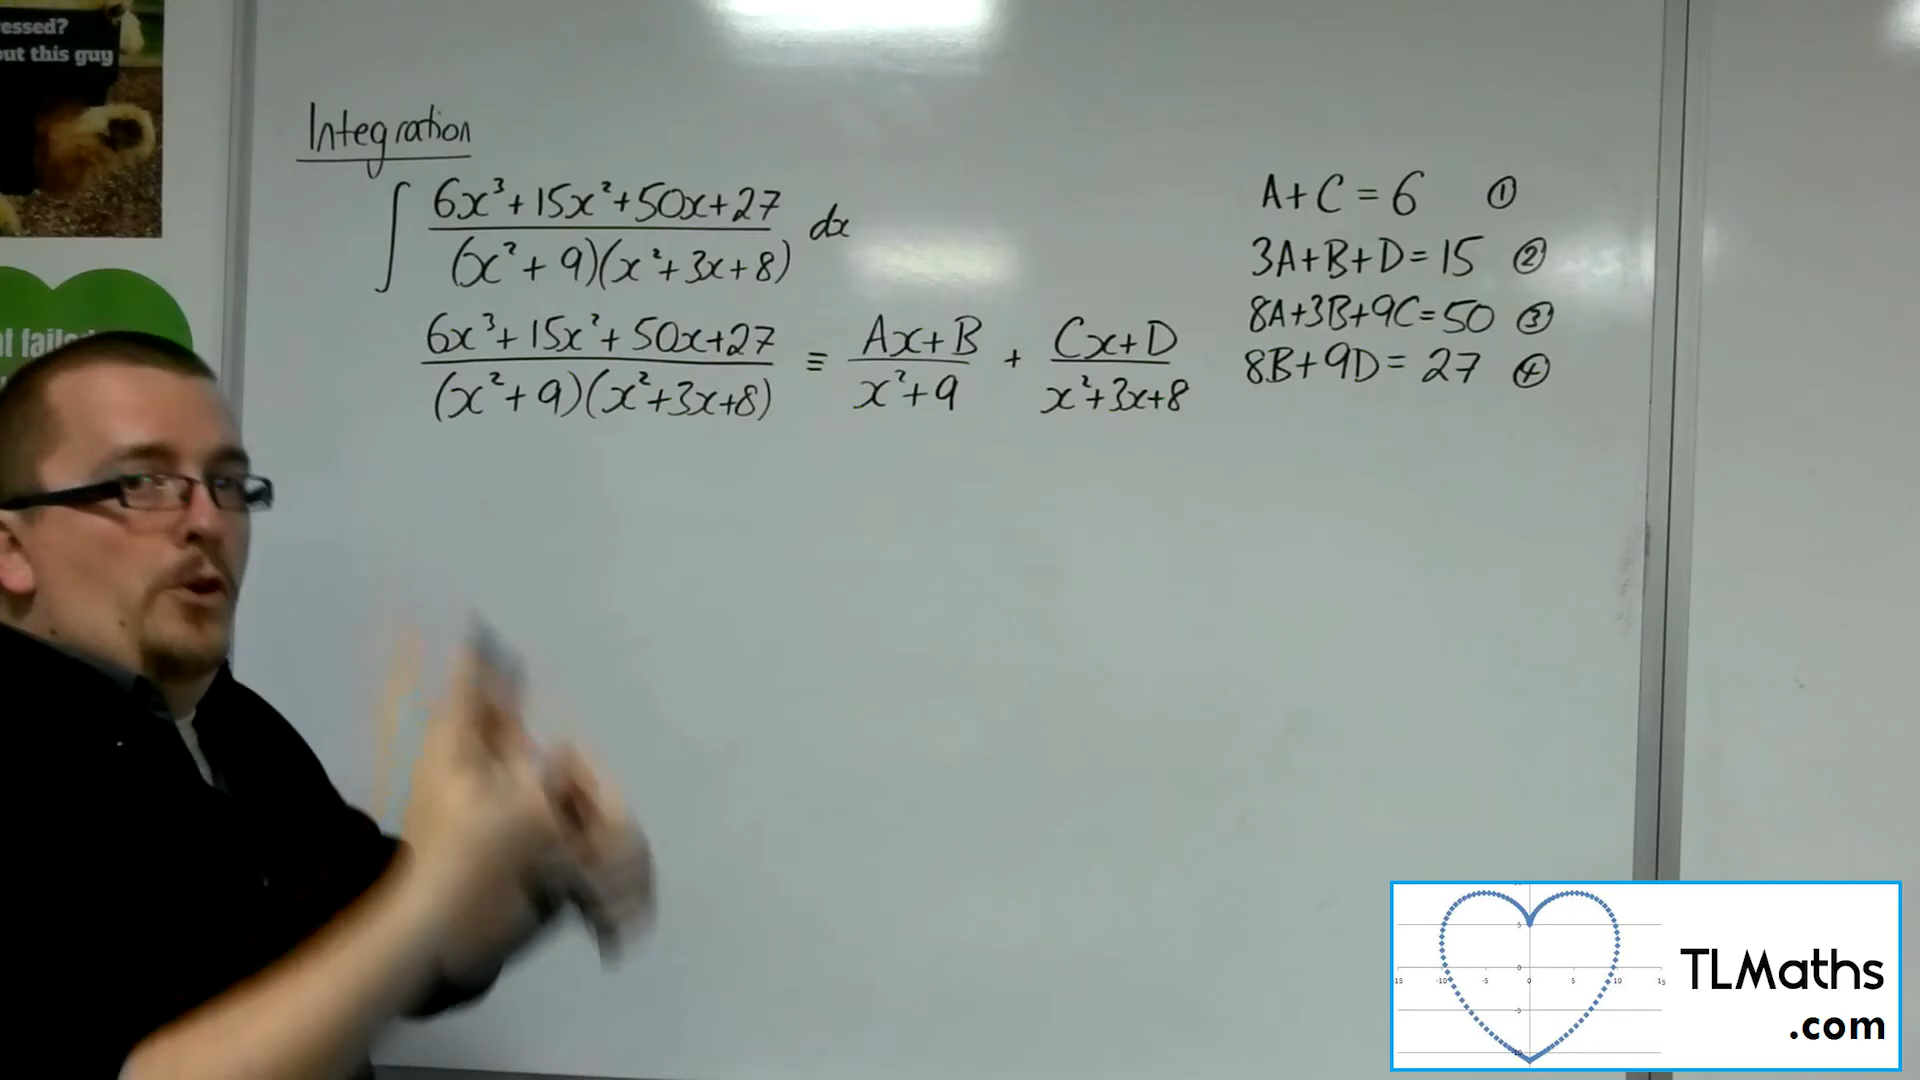 essed?
out this guy
t faile
Integration
∫ 6x³+15x²+50x+27 / (x²+9)(x²+3x+8) dx
6x³+15x²+50x+27 / (x²+9)(x²+3x+8) ≡ Ax+B / x²+9 + Cx+D / x²+3x+8
A+C=6 ①
3A+B+D=15 ②
8A+3B+9C=50 ③
8B+9D=27 ④
TLMaths
.com